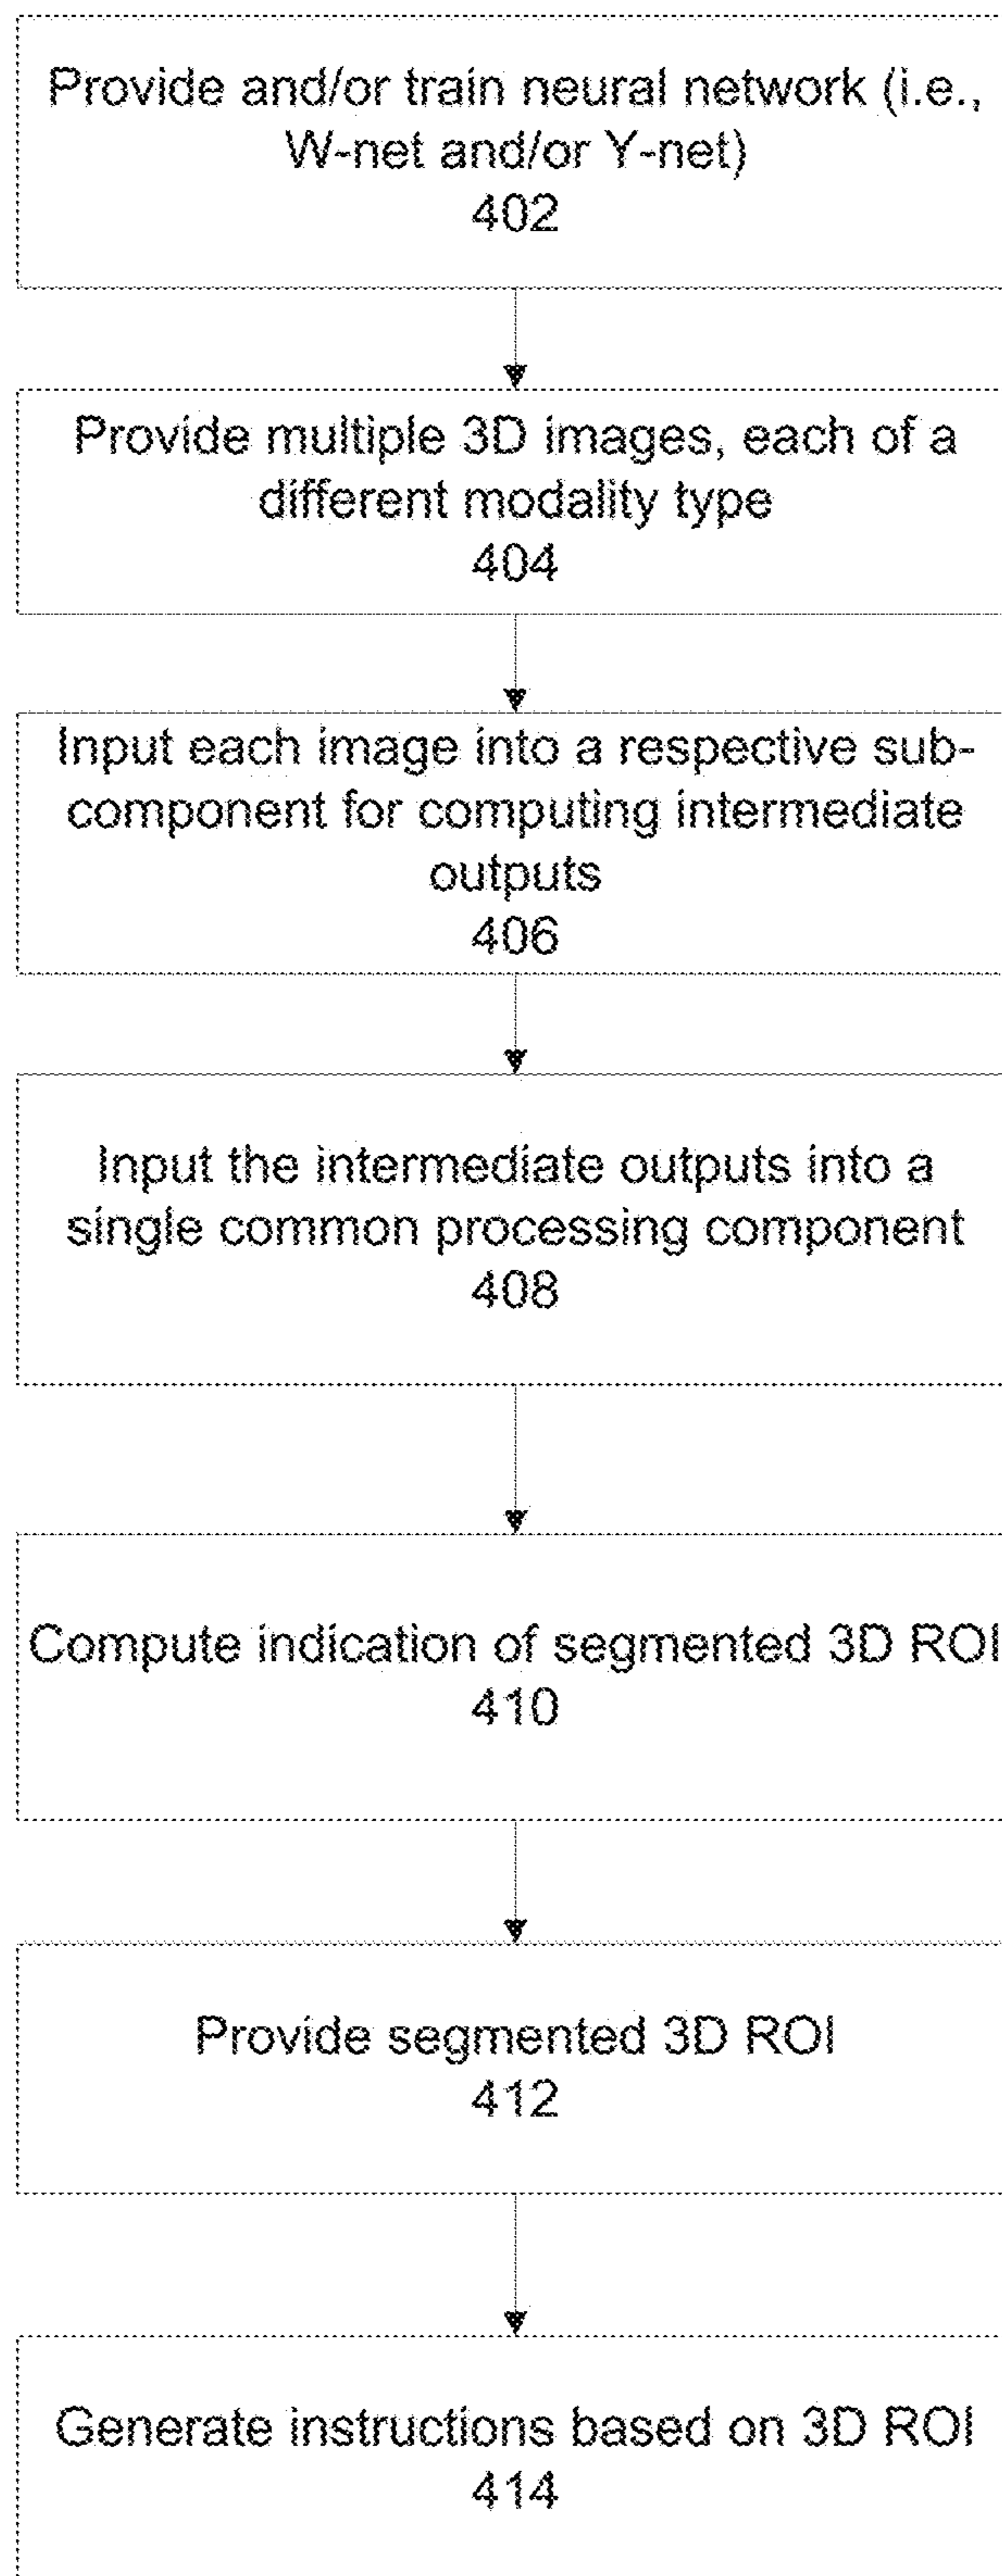 Provide and/or train neural network (i.e.,
W-net and/or Y-net)
402
Provide multiple 3D images, each of a
different modality type
404
Input each image into a respective sub-
component for computing intermediate
outputs
406
Input the intermediate outputs into a
single common processing component
408
Compute indication of segmented 3D ROI
410
Provide segmented 3D ROI
412
Generate instructions based on 3D ROI
414